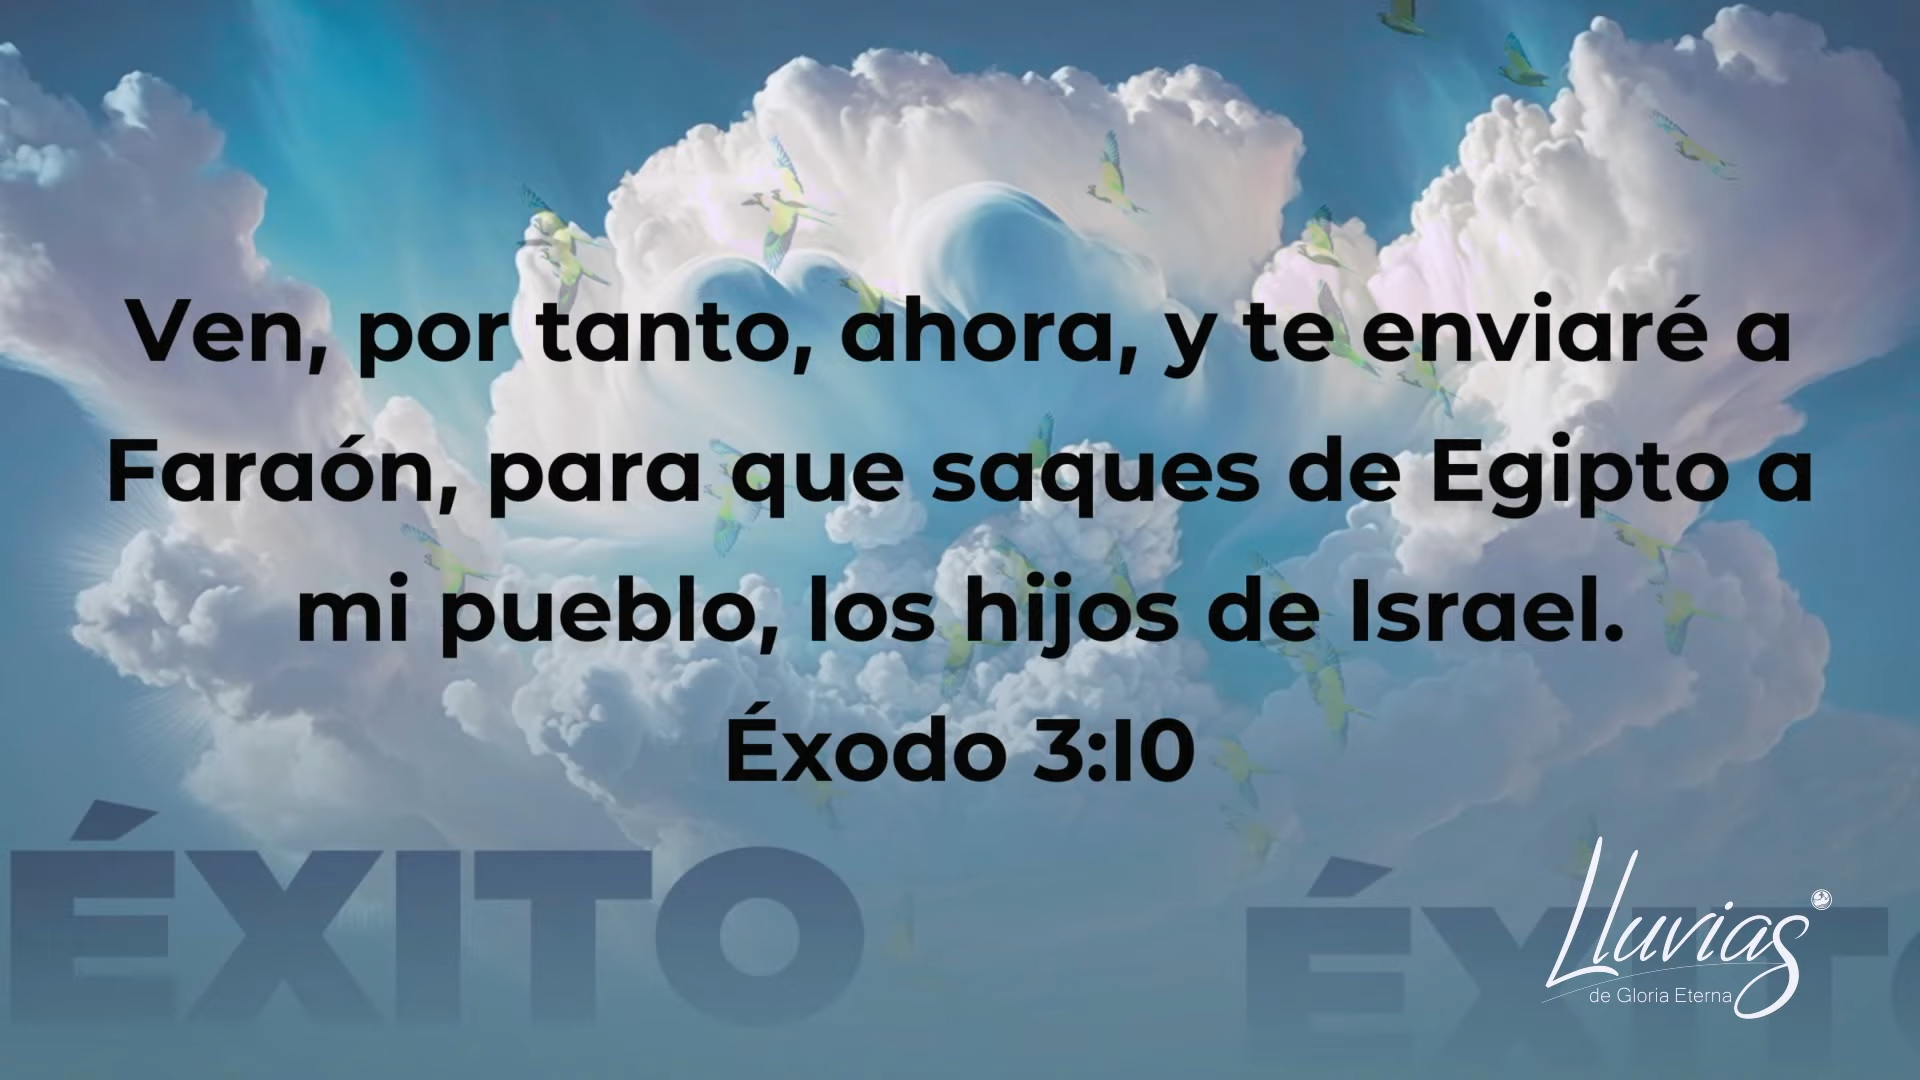 Ven, por tanto, ahora, y te enviaré a
Faraón, para que saques de Egipto a
mi pueblo, los hijos de Israel.
Éxodo 3:10
ÉXITO
ÉXITO
Lluvias
de Gloria Eterna